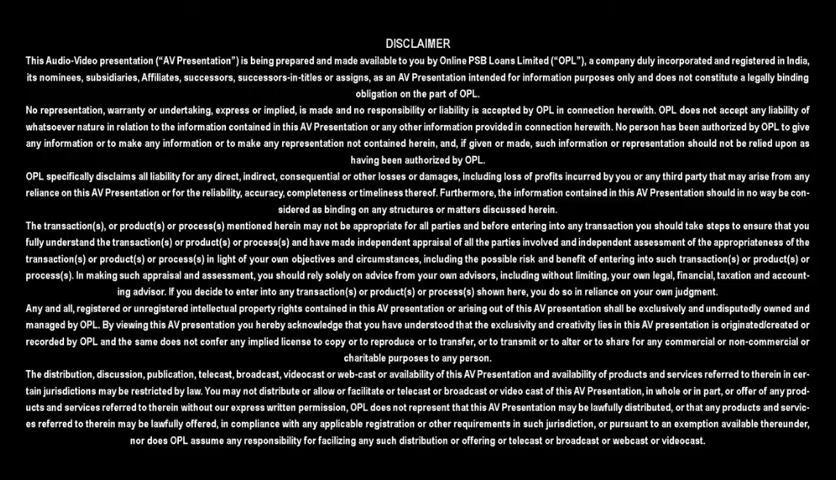 DISCLAIMER
This Audio-Video presentation (“AV Presentation”) is being prepared and made available to you by Online PSB Loans Limited (“OPL”), a company duly incorporated and registered in India,
its nominees, subsidiaries, Affiliates, successors, successors-in-titles or assigns, as an AV Presentation intended for information purposes only and does not constitute a legally binding
obligation on the part of OPL.
No representation, warranty or undertaking, express or implied, is made and no responsibility or liability is accepted by OPL in connection herewith. OPL does not accept any liability of
whatsoever nature in relation to the information contained in this AV Presentation or any other information provided in connection herewith. No person has been authorized by OPL to give
any information or to make any information or to make any representation not contained herein, and, if given or made, such information or representation should not be relied upon as
having been authorized by OPL.
OPL specifically disclaims all liability for any direct, indirect, consequential or other losses or damages, including loss of profits incurred by you or any third party that may arise from any
reliance on this AV Presentation or for the reliability, accuracy, completeness or timeliness thereof. Furthermore, the information contained in this AV Presentation should in no way be con-
sidered as binding on any structures or matters discussed herein.
The transaction(s), or product(s) or process(s) mentioned herein may not be appropriate for all parties and before entering into any transaction you should take steps to ensure that you
fully understand the transaction(s) or product(s) or process(s) and have made independent appraisal of all the parties involved and independent assessment of the appropriateness of the
transaction(s) or product(s) or process(s) in light of your own objectives and circumstances, including the possible risk and benefit of entering into such transaction(s) or product(s) or
process(s). In making such appraisal and assessment, you should rely solely on advice from your own advisors, including without limiting, your own legal, financial, taxation and account-
ing advisor. If you decide to enter into any transaction(s) or product(s) or process(s) shown here, you do so in reliance on your own judgment.
Any and all, registered or unregistered intellectual property rights contained in this AV presentation or arising out of this AV presentation shall be exclusively and undisputedly owned and
managed by OPL. By viewing this AV presentation you hereby acknowledge that you have understood that the exclusivity and creativity lies in this AV presentation is originated/created or
recorded by OPL and the same does not confer any implied license to copy or to reproduce or to transfer, or to transmit or to alter or to share for any commercial or non-commercial or
charitable purposes to any person.
The distribution, discussion, publication, telecast, broadcast, videocast or web-cast or availability of this AV Presentation and availability of products and services referred to therein in cer-
tain jurisdictions may be restricted by law. You may not distribute or allow or facilitate or telecast or broadcast or video cast of this AV Presentation, in whole or in part, or offer of any prod-
ucts and services referred to therein without our express written permission, OPL does not represent that this AV Presentation may be lawfully distributed, or that any products and servic-
es referred to therein may be lawfully offered, in compliance with any applicable registration or other requirements in such jurisdiction, or pursuant to an exemption available thereunder,
nor does OPL assume any responsibility for facilizing any such distribution or offering or telecast or broadcast or webcast or videocast.